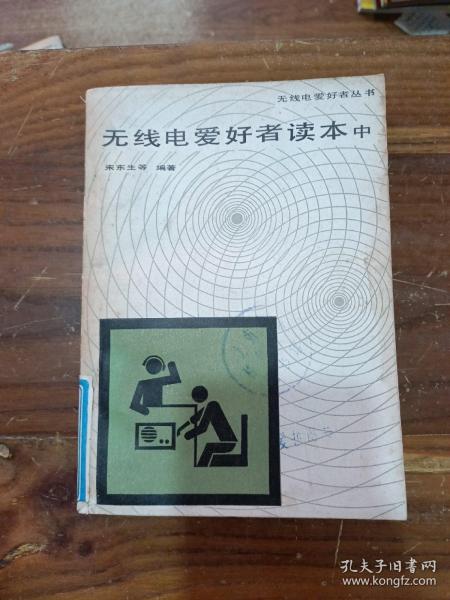 无线电爱好者丛书
无线电爱好者读本中
宋东生等 编著
孔夫子旧书网
www.kongfz.com